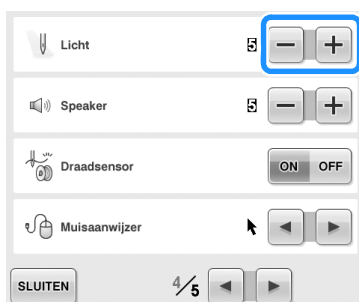 Licht 5 − +
Speaker 5 − +
Draadsensor ON OFF
Muisaanwijzer
SLUITEN 4/5